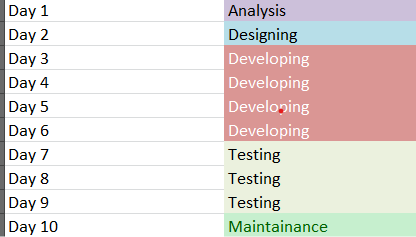 Day 1 Analysis
Day 2 Designing
Day 3 Developing
Day 4 Developing
Day 5 Developing
Day 6 Developing
Day 7 Testing
Day 8 Testing
Day 9 Testing
Day 10 Maintainance